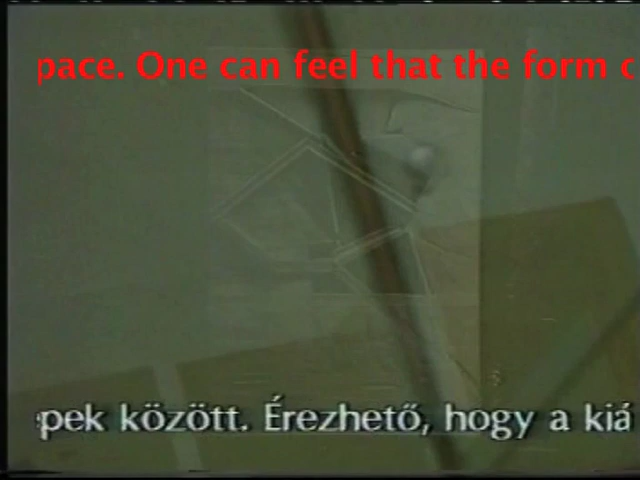 pace. One can feel that the form c
pek között. Érezhető, hogy a kiá